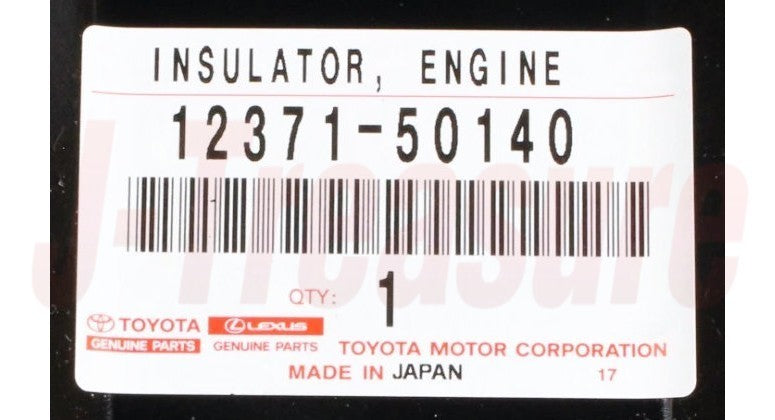 INSULATOR, ENGINE
12371-50140
J-Treasure
QTY: 1
TOYOTA LEXUS
GENUINE PARTS GENUINE PARTS TOYOTA MOTOR CORPORATION
MADE IN JAPAN 17